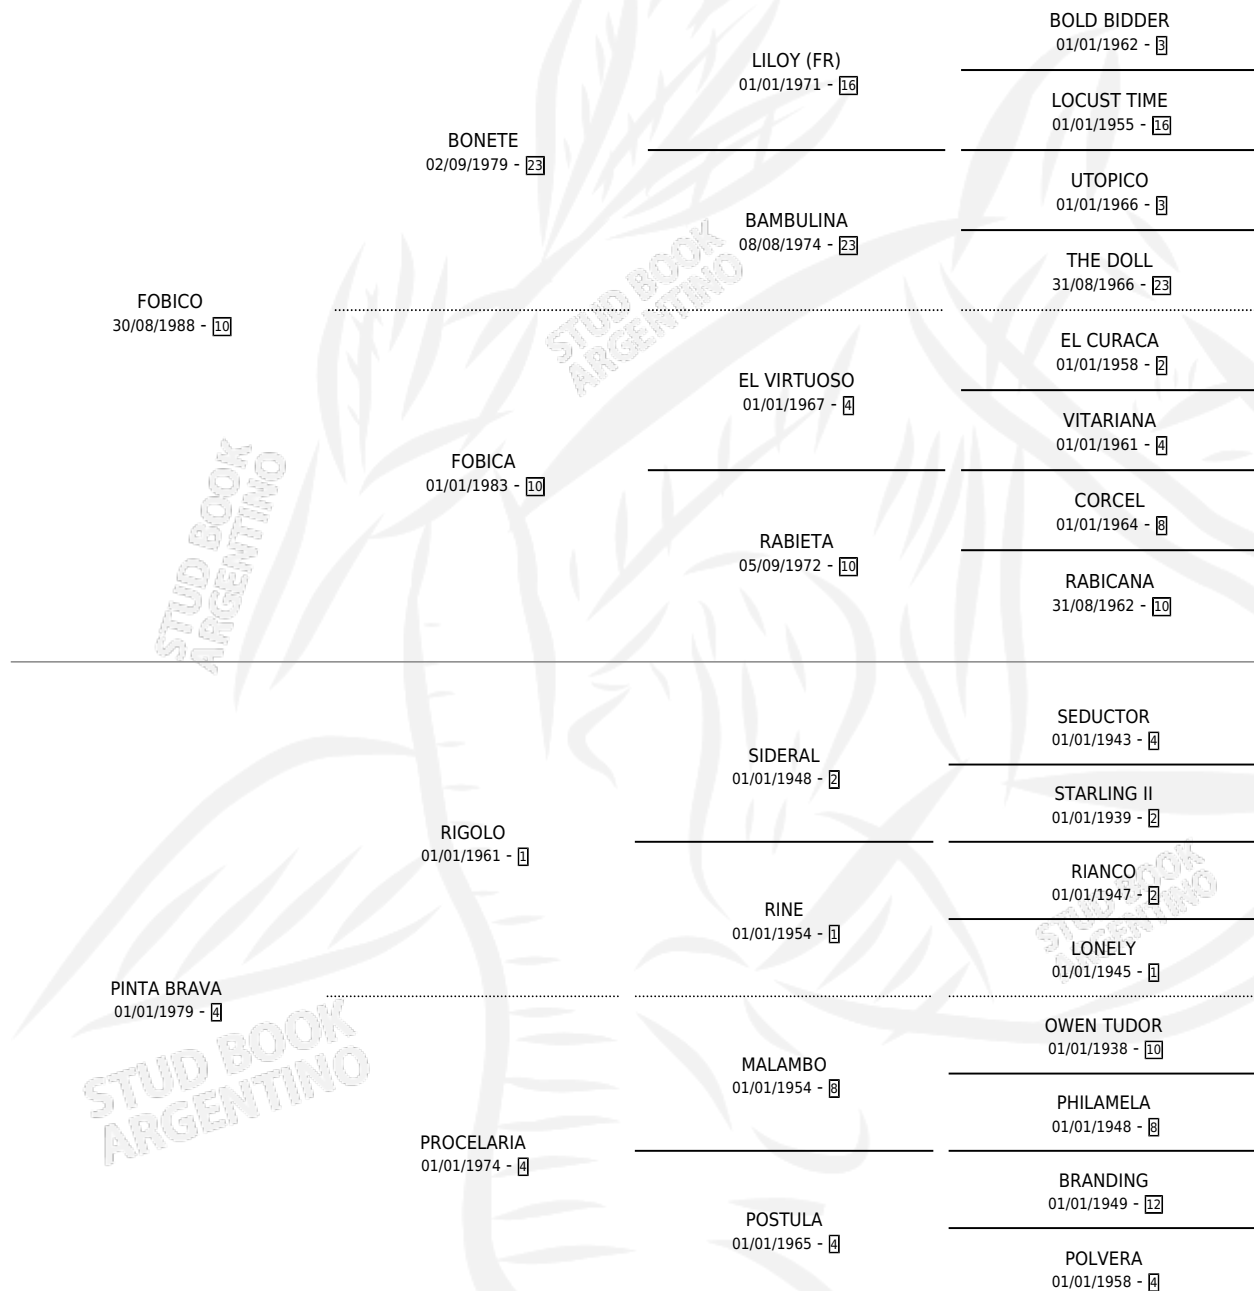 BOLD BIDDER
01/01/1962 - 3
LILOY (FR)
01/01/1971 - 16
LOCUST TIME
01/01/1955 - 16
BONETE
02/09/1979 - 23
UTOPICO
01/01/1966 - 3
BAMBULINA
08/08/1974 - 23
THE DOLL
31/08/1966 - 23
FOBICO
30/08/1988 - 10
EL CURACA
01/01/1958 - 2
EL VIRTUOSO
01/01/1967 - 4
VITARIANA
01/01/1961 - 4
FOBICA
01/01/1983 - 10
CORCEL
01/01/1964 - 8
RABIETA
05/09/1972 - 10
RABICANA
31/08/1962 - 10
SEDUCTOR
01/01/1943 - 4
SIDERAL
01/01/1948 - 2
STARLING II
01/01/1939 - 2
RIGOLO
01/01/1961 - 1
RIANCO
01/01/1947 - 2
RINE
01/01/1954 - 1
LONELY
01/01/1945 - 1
PINTA BRAVA
01/01/1979 - 4
OWEN TUDOR
01/01/1938 - 10
MALAMBO
01/01/1954 - 8
PHILAMELA
01/01/1948 - 8
PROCELARIA
01/01/1974 - 4
BRANDING
01/01/1949 - 12
POSTULA
01/01/1965 - 4
POLVERA
01/01/1958 - 4
STUD BOOK
ARGENTINO
STUD BOOK
ARGENTINO
STUD BOOK
ARGENTINO
STUD BOOK
ARGENTINO